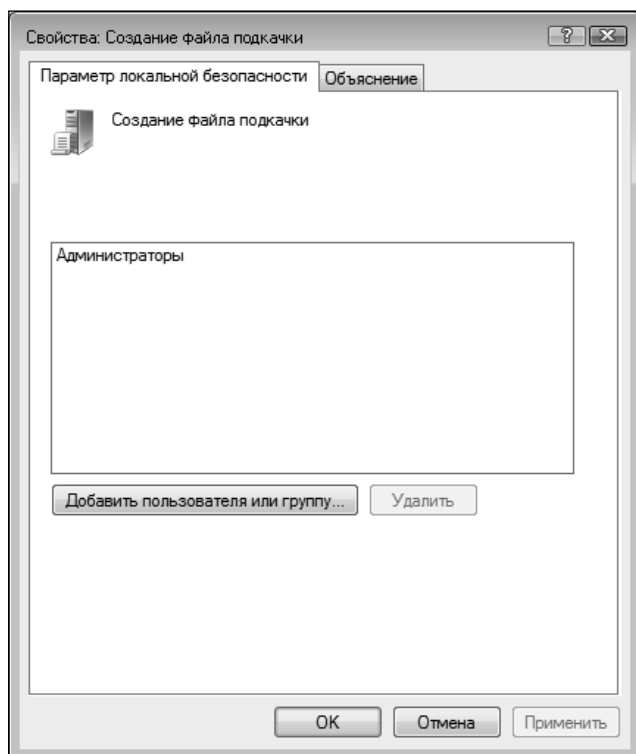 Свойства: Создание файла подкачки
Параметр локальной безопасности Объяснение
Создание файла подкачки
Администраторы
Добавить пользователя или группу... Удалить
ОК Отмена Применить